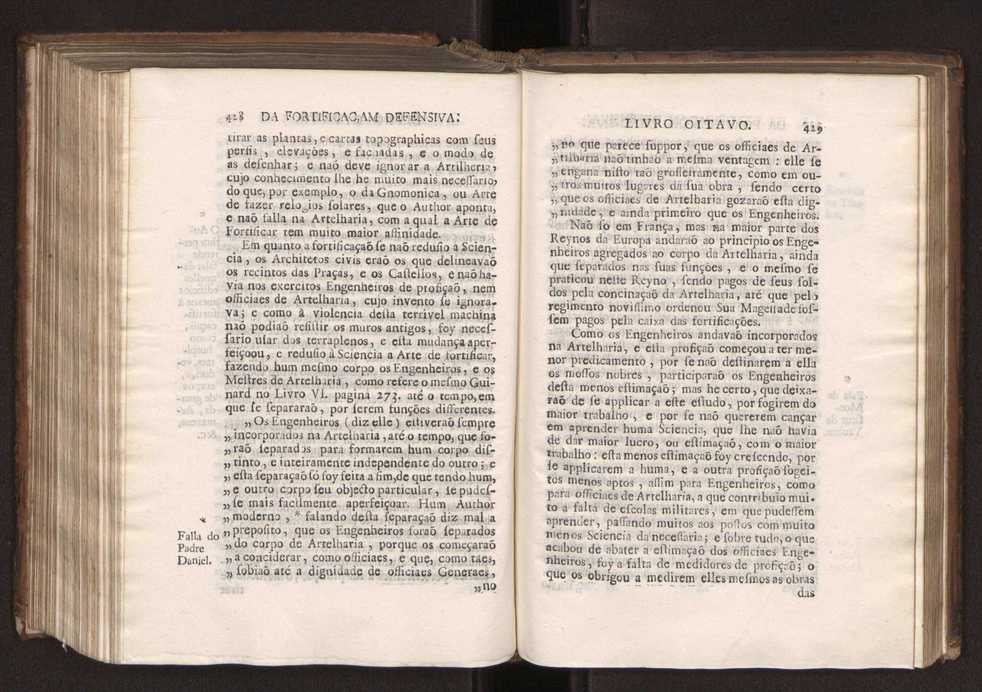 428 DA FORTIFICAÇAM DEFENSIVA:
tirar as plantas, e cartas topographicas com seus
perfis, elevações, e fachadas, e o modo de
as desenhar; e naõ deve ignorar a Artilheria,
cujo conhecimento lhe he muito mais necessario,
do que, por exemplo, o da Gnomonica, ou Arte
de fazer relogios solares, que o Author aponta,
e naõ falla na Artelharia, com a qual a Arte de
Fortificar tem muito maior affinidade.
Em quanto a fortificaçaõ se naõ redusio a Scien-
cia, os Architetos civis eraõ os que delineavaõ
os recintos das Praças, e os Castellos, e naõ ha-
via nos exercitos Engenheiros de profiçaõ, nem
officiaes de Artelharia, cujo invento se ignora-
va; e como á violencia desta terrivel machina
naõ podiaõ resistir os muros antigos, foy neces-
sario usar dos terraplenos, e esta mudança aper-
feiçoou, e redusio á Sciencia a Arte de fortificar,
fazendo hum mesmo corpo os Engenheiros, e os
Mestres de Artelharia, como refere o mesmo Gui-
nard no Livro VI. pagina 273. até o tempo, em
que se separaraõ, por serem funções differentes.
„Os Engenheiros (diz elle) estiveraõ sempre
„incorporados na Artelharia, até o tempo, que fo-
„raõ separados para formarem hum corpo dis-
„tinto, e inteiramente independente do outro; e
„esta separaçaõ só foy feita a fim, de que tendo hum,
„e outro corpo seu objecto particular, se pudes-
„se mais facilmente aperfeiçoar. Hum Author
„moderno, * falando desta separaçaõ diz mal a
„preposito, que os Engenheiros foraõ separados
„do corpo de Artelharia, porque os começaraõ
„a conciderar, como officiaes, e que, como taes,
„sobiaõ até a dignidade de officiaes Generaes,
„no
*
Falla do
Padre
Daniel.
LIVRO OITAVO. 429
„no que parece suppor, que os officiaes de Ar-
„tilharia naõ tinhaõ a mesma ventagem: elle se
„engana nisto taõ grosseiramente, como em ou-
„tros muitos lugares da sua obra, sendo certo
„que os officiaes de Artelharia gozaraõ esta dig-
„nidade, e ainda primeiro que os Engenheiros.
Naõ so em França, mas na maior parte dos
Reynos da Europa andaraõ ao principio os Enge-
nheiros agregados ao corpo da Artelharia, ainda
que separados nas suas funções, e o mesmo se
praticou neste Reyno, sendo pagos de seus sol-
dos pela concinaçaõ da Artelharia, até que pelo
regimento novissimo ordenou Sua Magestade fos-
sem pagos pela caixa das fortificações.
Como os Engenheiros andavaõ incorporados
na Artelharia, e esta profiçaõ começou a ter me-
nor predicamento, por se naõ destinarem a ella
os mossos nobres, participaraõ os Engenheiros
desta menos estimaçaõ; mas he certo, que deixa-
raõ de se applicar a este estudo, por fogirem do
maior trabalho, e por se naõ quererem cançar
em aprender huma Sciencia, que lhe naõ havia
de dar maior lucro, ou estimaçaõ, com o maior
trabalho: esta menos estimaçaõ foy crescendo, por
se applicarem a huma, e a outra profiçaõ sogei-
tos menos aptos, assim para Engenheiros, como
para officiaes de Artelharia, a que contribuîo mui-
to a falta de escolas militares, em que pudessem
aprender, passando muitos aos postos com muito
menos Sciencia da necessaria; e sobre tudo, o que
acabou de abater a estimaçaõ dos officiaes Enge-
nheiros, foy a falta de medidores de profiçaõ; o
que os obrigou a medirem elles mesmos as obras
das